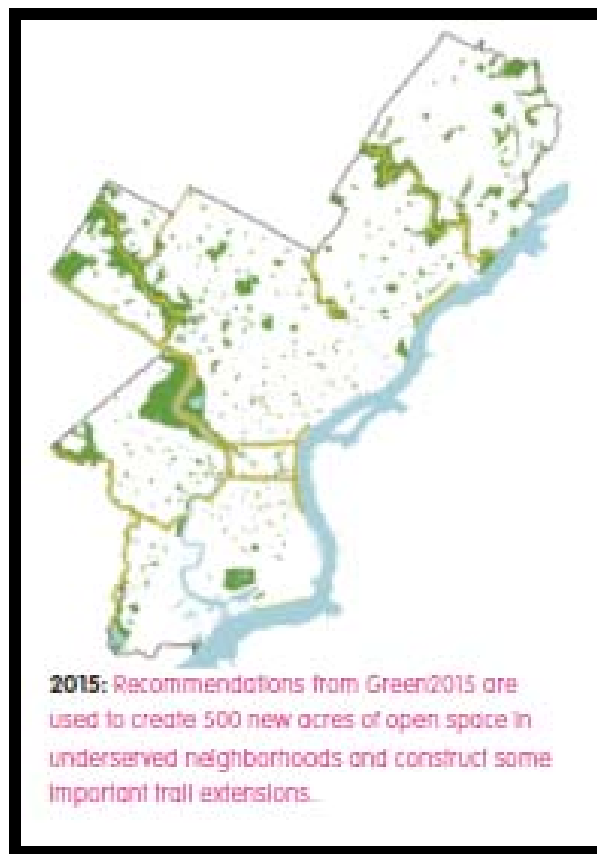 2015: Recommendations from Green2015 are
used to create 500 new acres of open space in
underserved neighborhoods and construct some
important trail extensions...